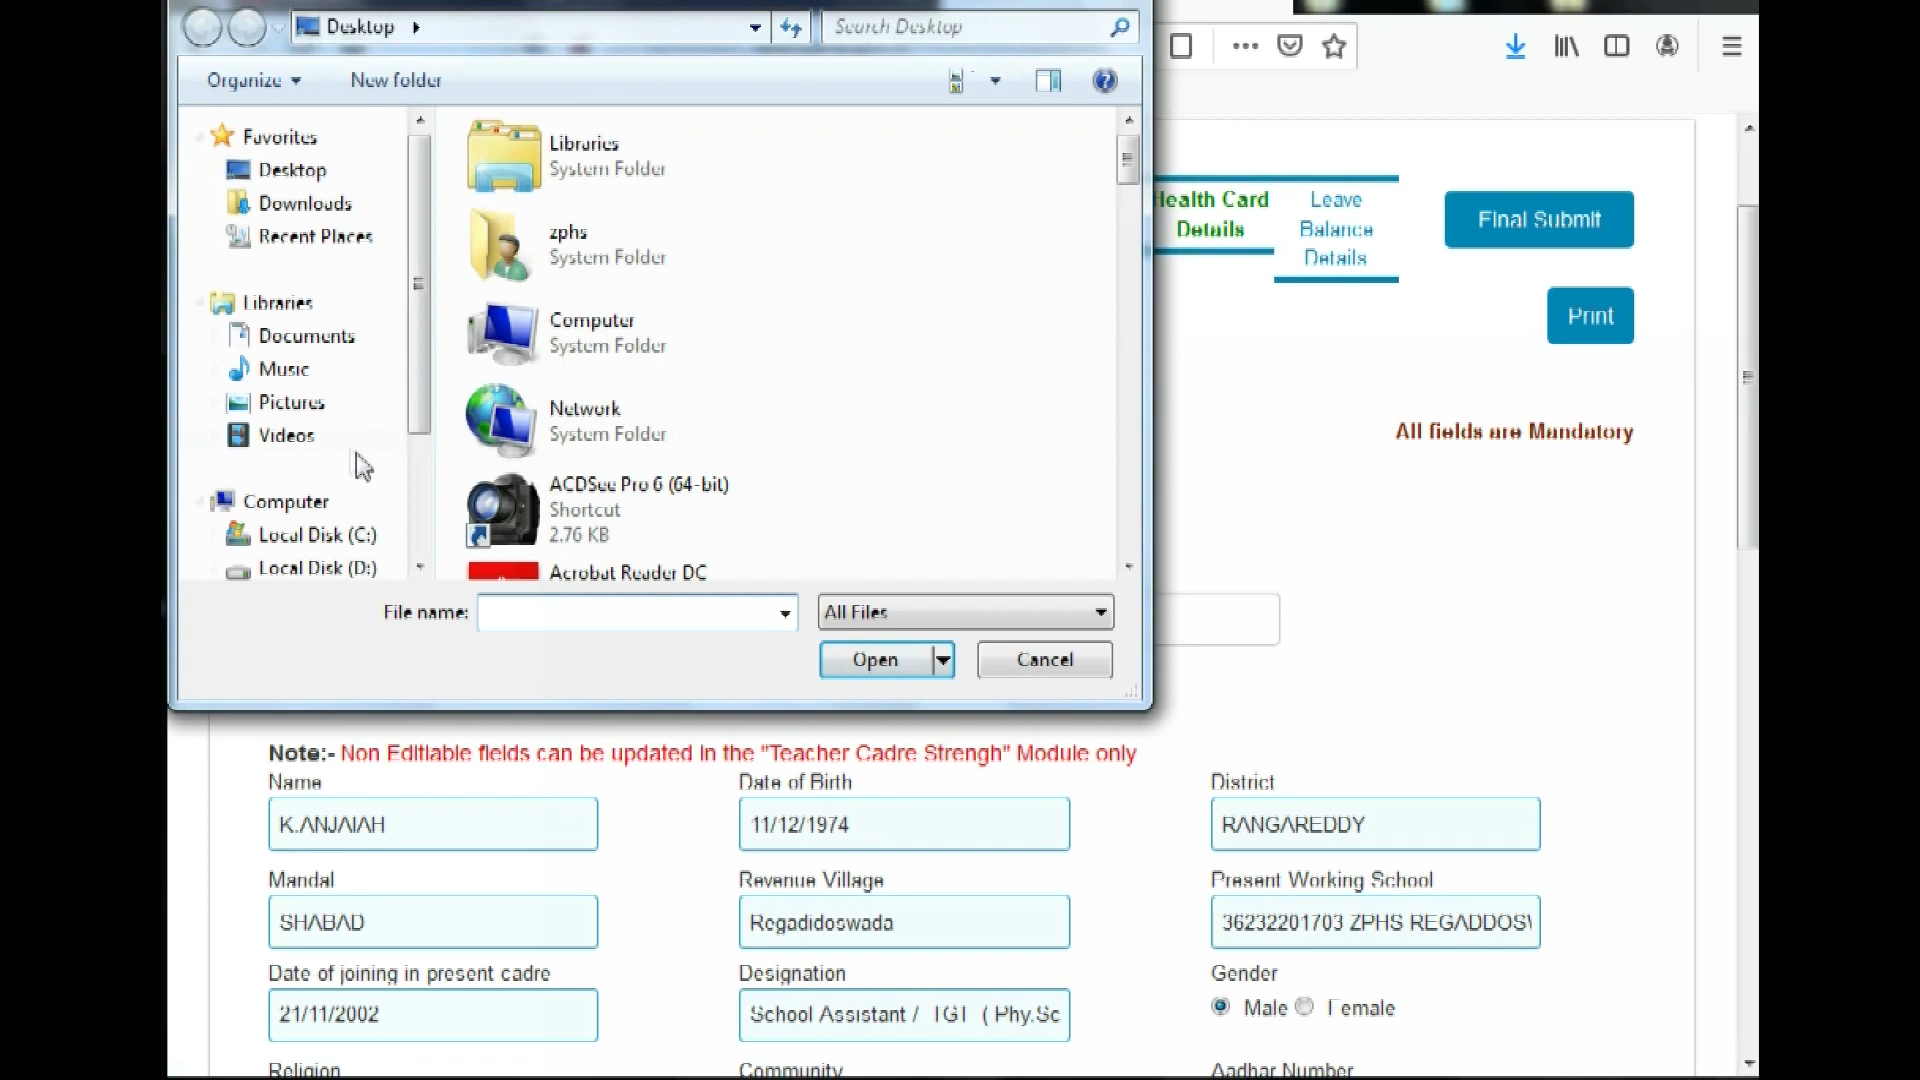 Desktop
Search Desktop
Organize
New folder
Favorites
Desktop
Downloads
Recent Places
Libraries
Documents
Music
Pictures
Videos
Computer
Local Disk (C:)
Local Disk (D:)
Libraries
System Folder
zphs
System Folder
Computer
System Folder
Network
System Folder
ACDSee Pro 6 (64-bit)
Shortcut
2.76 KB
Acrobat Reader DC
File name:
All Files
Open
Cancel
Health Card
Details
Leave
Balance
Details
Final Submit
Print
All fields are Mandatory
Note:- Non Editiable fields can be updated in the "Teacher Cadre Strengh" Module only
Name
Date of Birth
District
K.ANJAIAH
11/12/1974
RANGAREDDY
Mandal
Revenue Village
Present Working School
SHABAD
Regadidoswada
36232201703 ZPHS REGADDOS
Date of joining in present cadre
Designation
Gender
21/11/2002
School Assistant / TGT ( Phy.Sc
Male
Female
Religion
Community
Aadhar Number